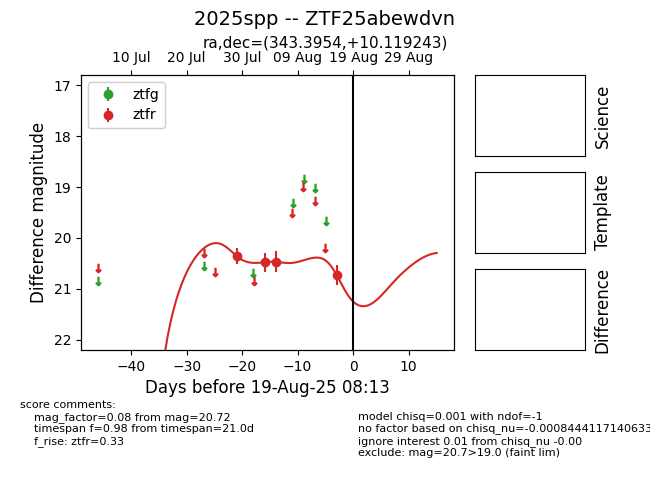 2025spp -- ZTF25abewdvn
ra,dec=(343.3954,+10.119243)
10 Jul 20 Jul 30 Jul 09 Aug 19 Aug 29 Aug
ztfg
ztfr
17
18
19
20
21
22
Difference magnitude
−40 −30 −20 −10 0 10
Days before 19-Aug-25 08:13
Science
Template
Difference
score comments:
mag_factor=0.08 from mag=20.72
timespan f=0.98 from timespan=21.0d
f_rise: ztfr=0.33
model chisq=0.001 with ndof=-1
no factor based on chisq_nu=-0.0008444117140633
ignore interest 0.01 from chisq_nu -0.00
exclude: mag=20.7>19.0 (faint lim)